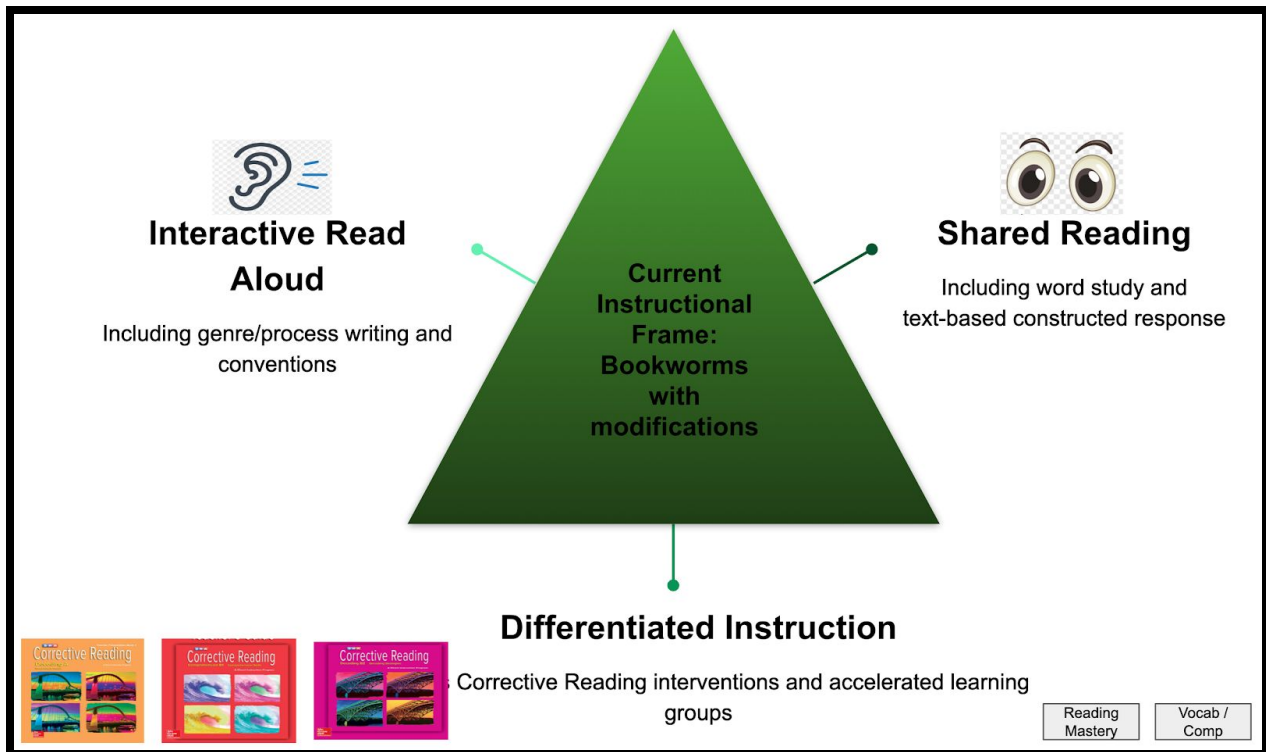 Interactive Read
Aloud
Including genre/process writing and
conventions
Current
Instructional
Frame:
Bookworms
with
modifications
Shared Reading
Including word study and
text-based constructed response
Differentiated Instruction
Corrective Reading interventions and accelerated learning
groups
Corrective Reading
Corrective Reading
Corrective Reading
Reading
Mastery
Vocab /
Comp